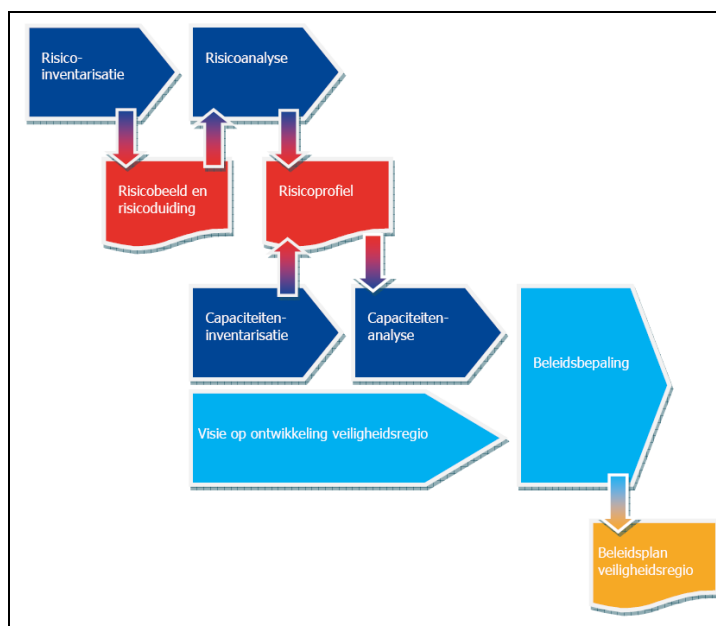 Risico-
inventarisatie
Risicoanalyse
Risicobeeld en
risicoduiding
Risicoprofiel
Capaciteiten-
inventarisatie
Capaciteiten-
analyse
Beleidsbepaling
Visie op ontwikkeling veiligheidsregio
Beleidsplan
veiligheidsregio